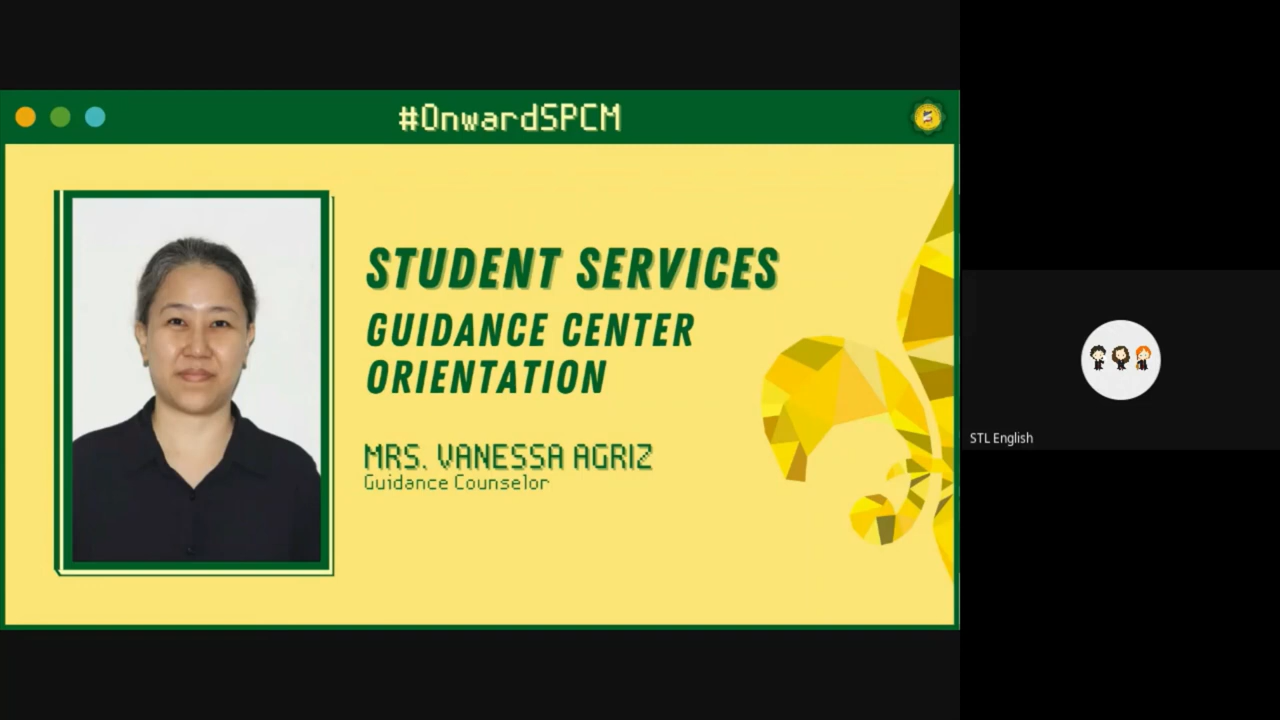 #OnwardSPCM
STUDENT SERVICES
GUIDANCE CENTER
ORIENTATION
MRS. VANESSA AGRIZ
Guidance Counselor
STL English